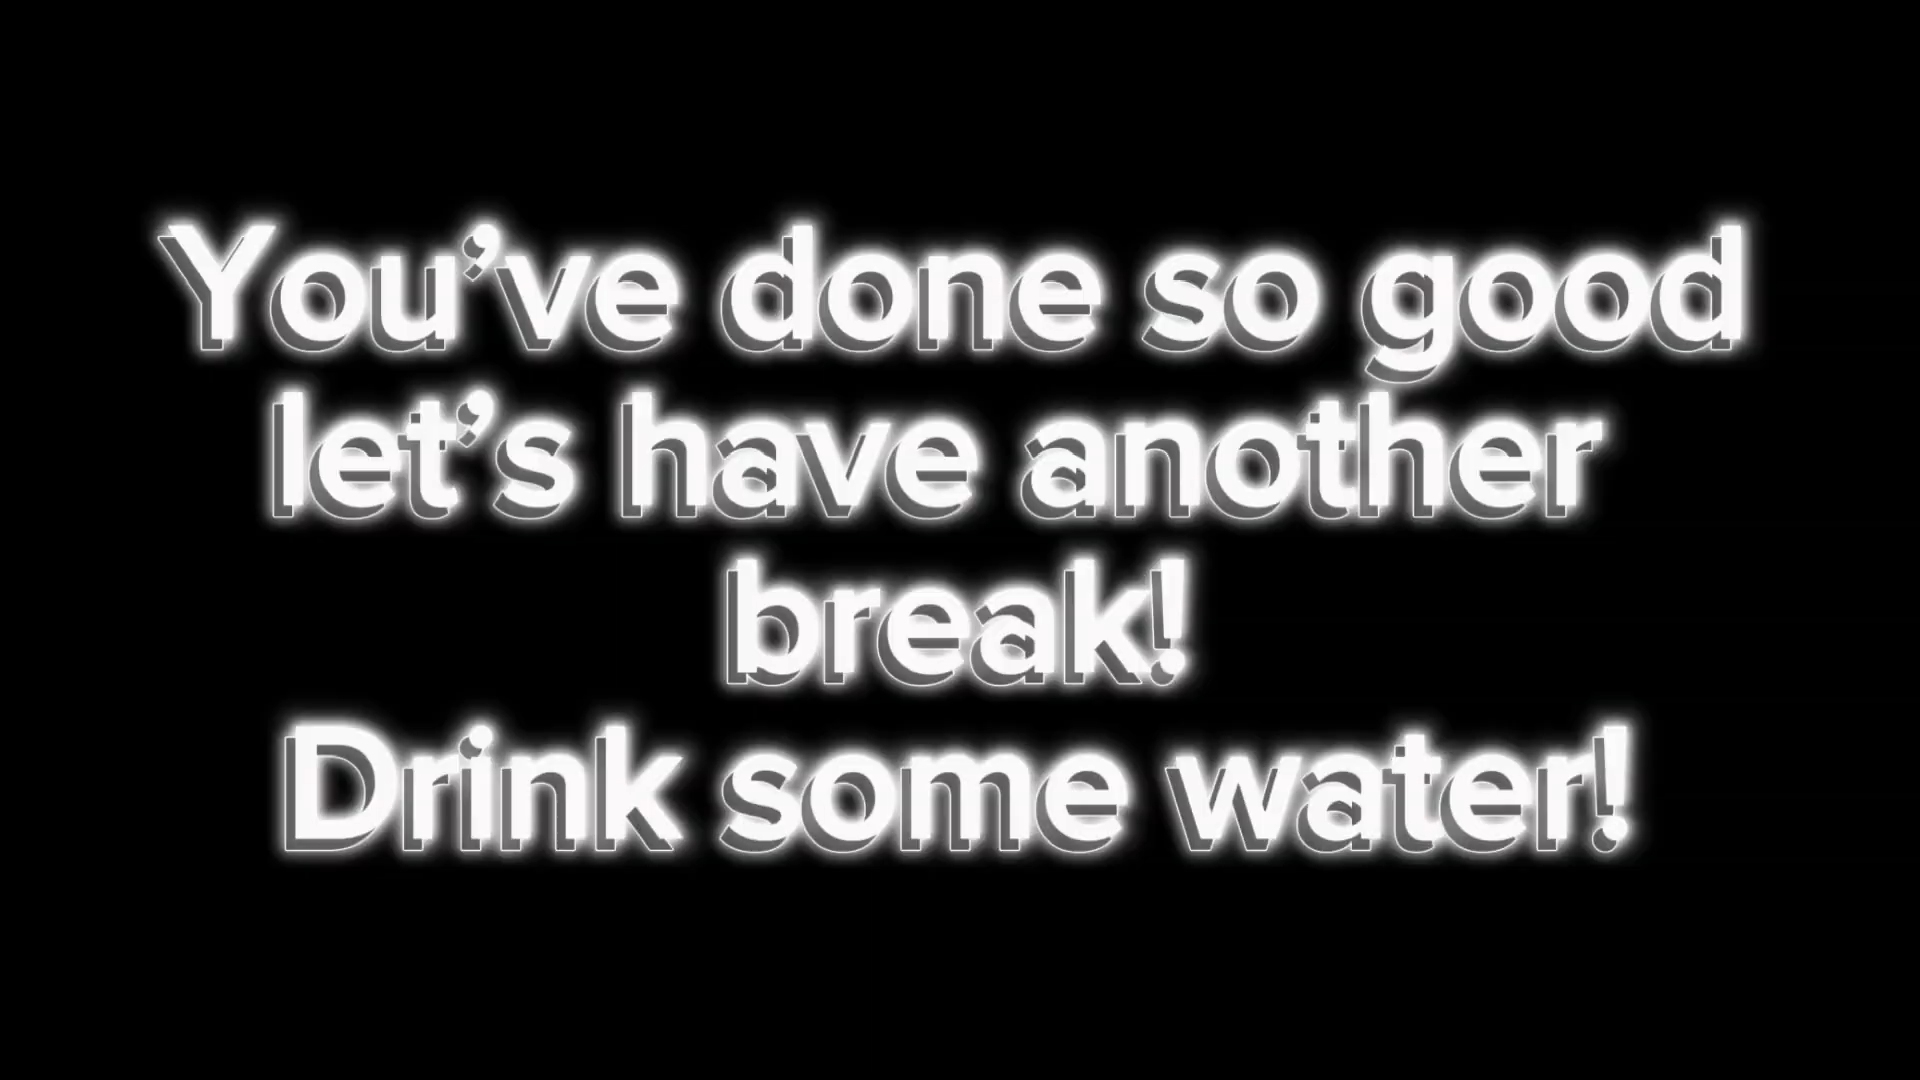 You’ve done so good
let’s have another
break!
Drink some water!